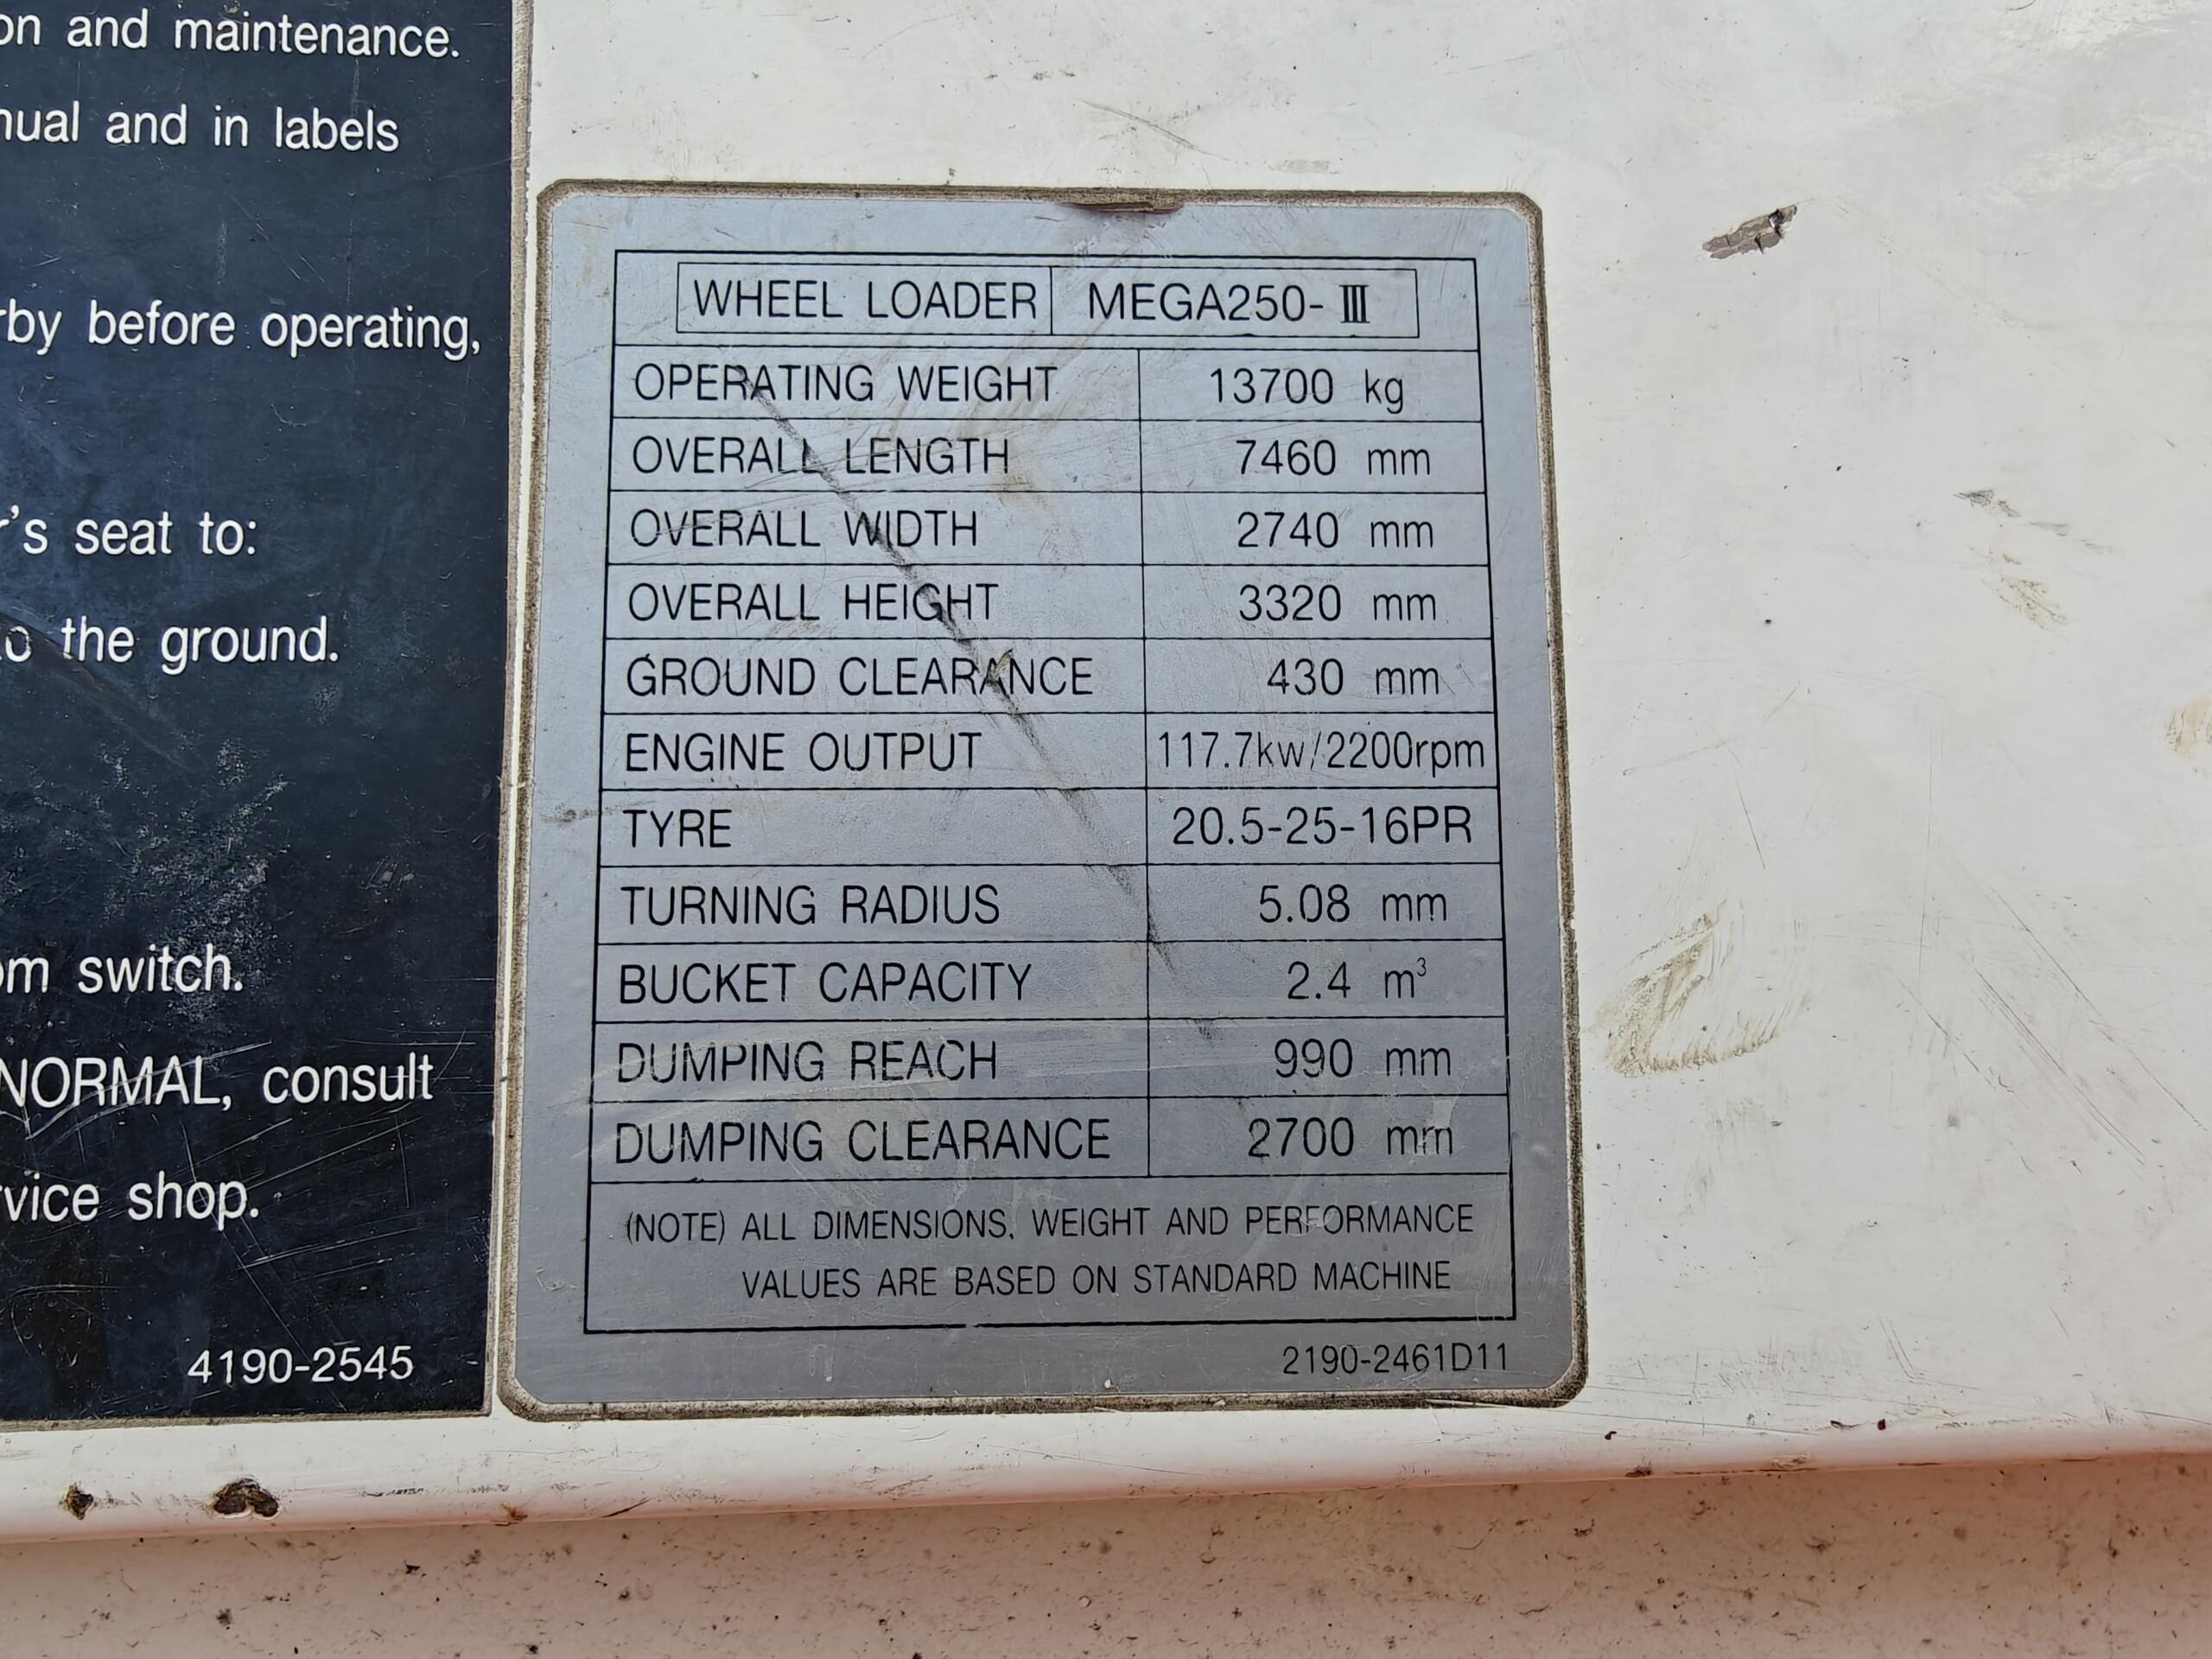 on and maintenance.
nual and in labels
rby before operating,
r's seat to:
to the ground.
om switch.
NORMAL, consult
rvice shop.
4190-2545
WHEEL LOADER MEGA250-III
OPERATING WEIGHT 13700 kg
OVERALL LENGTH 7460 mm
OVERALL WIDTH 2740 mm
OVERALL HEIGHT 3320 mm
GROUND CLEARANCE 430 mm
ENGINE OUTPUT 117.7kw/2200rpm
TYRE 20.5-25-16PR
TURNING RADIUS 5.08 mm
BUCKET CAPACITY 2.4 m³
DUMPING REACH 990 mm
DUMPING CLEARANCE 2700 mm
(NOTE) ALL DIMENSIONS, WEIGHT AND PERFORMANCE
VALUES ARE BASED ON STANDARD MACHINE
2190-2461D11